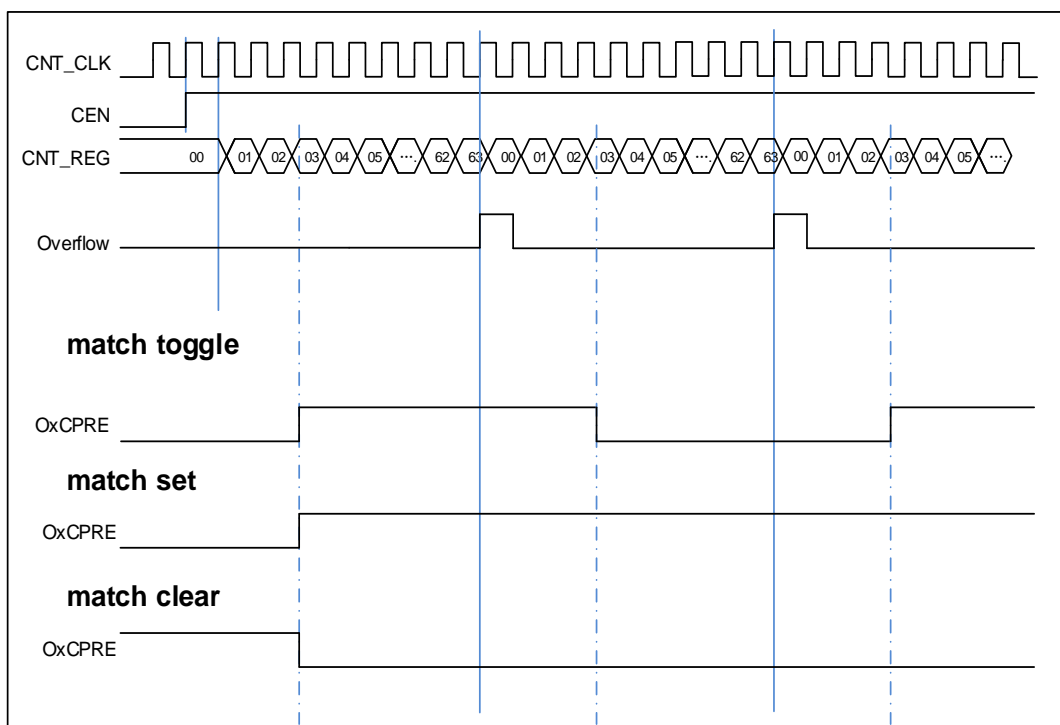 CNT_CLK
CEN
CNT_REG 00 01 02 03 04 05 ... 62 63 00 01 02 03 04 05 ... 62 63 00 01 02 03 04 05 ...
Overflow
match toggle
OxCPRE
match set
OxCPRE
match clear
OxCPRE